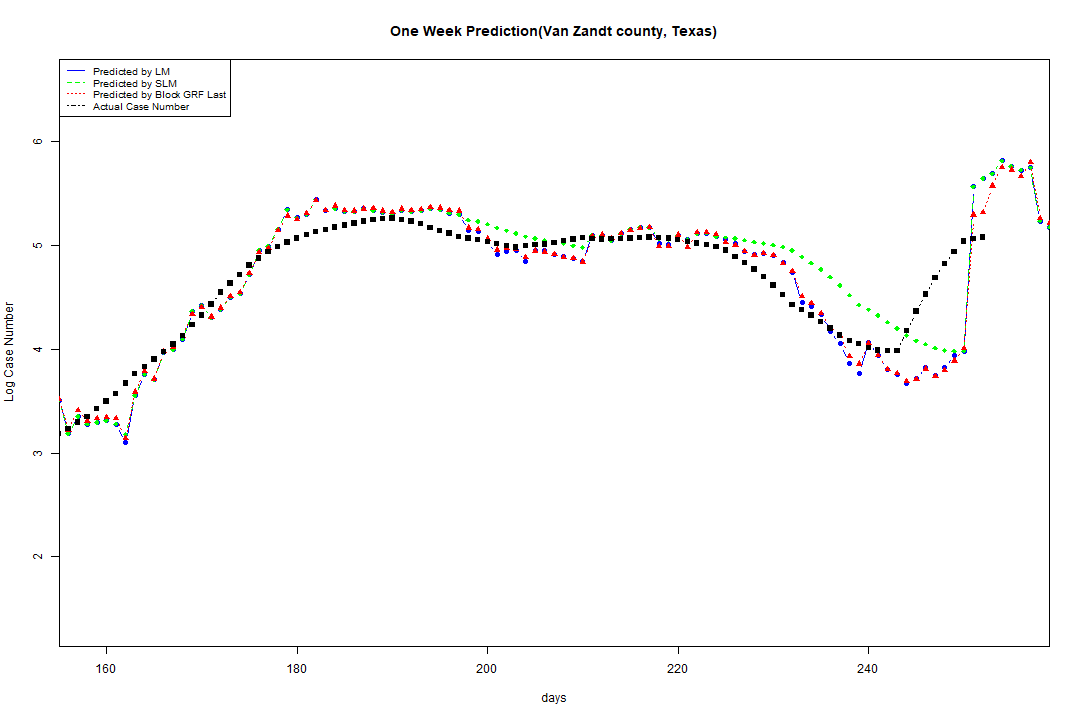 One Week Prediction(Van Zandt county, Texas)
Predicted by LM
Predicted by SLM
Predicted by Block GRF Last
Actual Case Number
6
5
4
3
2
Log Case Number
160 180 200 220 240
days